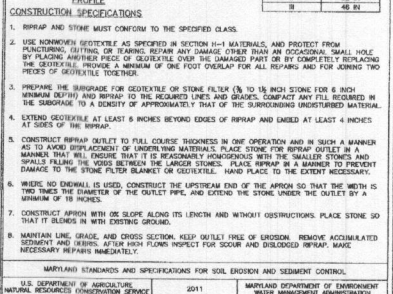 PROFILE
III 48 IN
CONSTRUCTION SPECIFICATIONS
1. RIPRAP AND STONE MUST CONFORM TO THE SPECIFIED CLASS.
2. USE NONWOVEN GEOTEXTILE AS SPECIFIED IN SECTION H-1 MATERIALS, AND PROTECT FROM
PUNCTURING, CUTTING, OR TEARING. REPAIR ANY DAMAGE OTHER THAN AN OCCASIONAL SMALL HOLE
BY PLACING ANOTHER PIECE OF GEOTEXTILE OVER THE DAMAGED PART OR BY COMPLETELY REPLACING
THE GEOTEXTILE. PROVIDE A MINIMUM OF ONE FOOT OVERLAP FOR ALL REPAIRS AND FOR JOINING TWO
PIECES OF GEOTEXTILE TOGETHER.
3. PREPARE THE SUBGRADE FOR GEOTEXTILE OR STONE FILTER (⅜ TO 1½ INCH STONE FOR 6 INCH
MINIMUM DEPTH) AND RIPRAP TO THE REQUIRED LINES AND GRADES. COMPACT ANY FILL REQUIRED IN
THE SUBGRADE TO A DENSITY OF APPROXIMATELY THAT OF THE SURROUNDING UNDISTURBED MATERIAL.
4. EXTEND GEOTEXTILE AT LEAST 6 INCHES BEYOND EDGES OF RIPRAP AND EMBED AT LEAST 4 INCHES
AT SIDES OF THE RIPRAP.
5. CONSTRUCT RIPRAP OUTLET TO FULL COURSE THICKNESS IN ONE OPERATION AND IN SUCH A MANNER
AS TO AVOID DISPLACEMENT OF UNDERLYING MATERIALS. PLACE STONE FOR RIPRAP OUTLET IN A
MANNER THAT WILL ENSURE THAT IT IS REASONABLY HOMOGENOUS WITH THE SMALLER STONES AND
SPALLS FILLING THE VOIDS BETWEEN THE LARGER STONES. PLACE RIPRAP IN A MANNER TO PREVENT
DAMAGE TO THE STONE FILTER BLANKET OR GEOTEXTILE. HAND PLACE TO THE EXTENT NECESSARY.
6. WHERE NO ENDWALL IS USED, CONSTRUCT THE UPSTREAM END OF THE APRON SO THAT THE WIDTH IS
TWO TIMES THE DIAMETER OF THE OUTLET PIPE, AND EXTEND THE STONE UNDER THE OUTLET BY A
MINIMUM OF 18 INCHES.
7. CONSTRUCT APRON WITH 0% SLOPE ALONG ITS LENGTH AND WITHOUT OBSTRUCTIONS. PLACE STONE SO
THAT IT BLENDS IN WITH EXISTING GROUND.
8. MAINTAIN LINE, GRADE, AND CROSS SECTION. KEEP OUTLET FREE OF EROSION. REMOVE ACCUMULATED
SEDIMENT AND DEBRIS. AFTER HIGH FLOWS INSPECT FOR SCOUR AND DISLODGED RIPRAP. MAKE
NECESSARY REPAIRS IMMEDIATELY.
MARYLAND STANDARDS AND SPECIFICATIONS FOR SOIL EROSION AND SEDIMENT CONTROL
U.S. DEPARTMENT OF AGRICULTURE
NATURAL RESOURCES CONSERVATION SERVICE
2011
MARYLAND DEPARTMENT OF ENVIRONMENT
WATER MANAGEMENT ADMINISTRATION